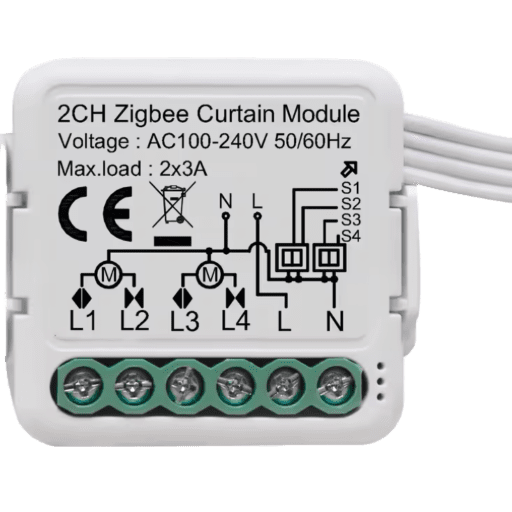 2CH Zigbee Curtain Module
Voltage : AC100-240V 50/60Hz
Max.load : 2x3A
CE
N L
S1
S2
S3
S4
M M
L1 L2 L3 L4 L N